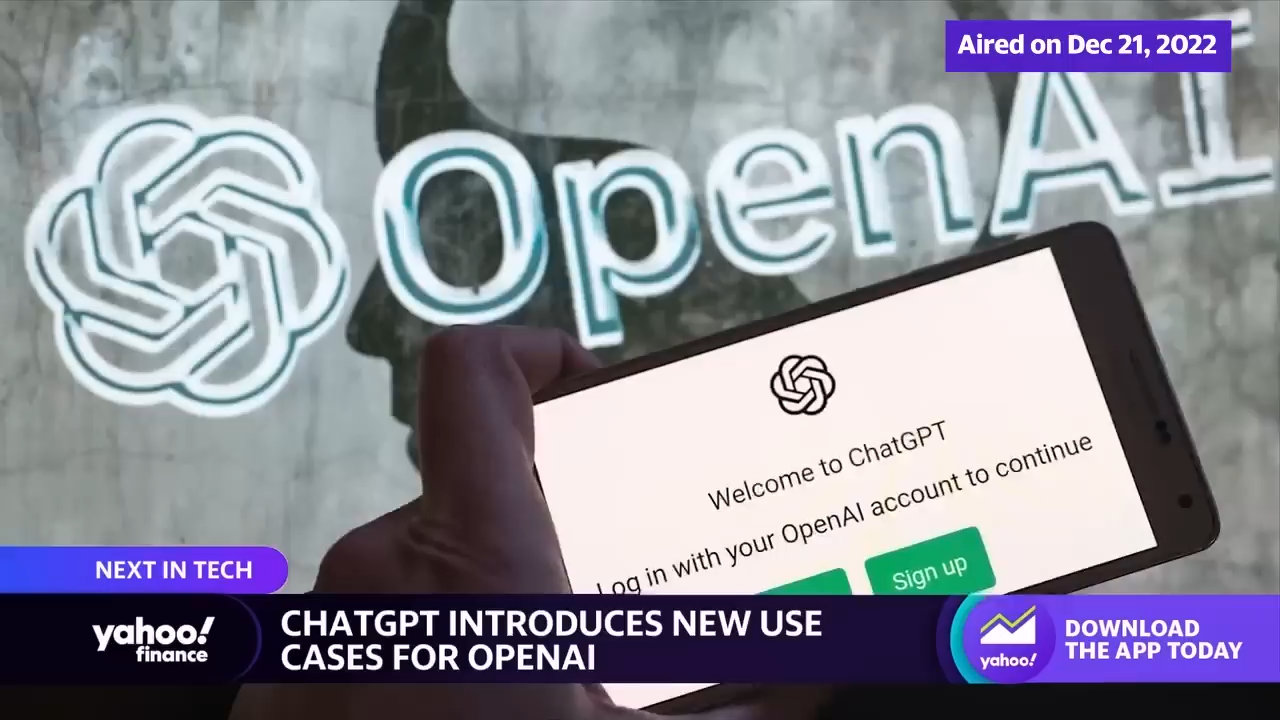 Aired on Dec 21, 2022
OpenAI
Welcome to ChatGPT
Log in with your OpenAI account to continue
Sign up
NEXT IN TECH
yahoo!
finance
CHATGPT INTRODUCES NEW USE
CASES FOR OPENAI
yahoo!
DOWNLOAD
THE APP TODAY